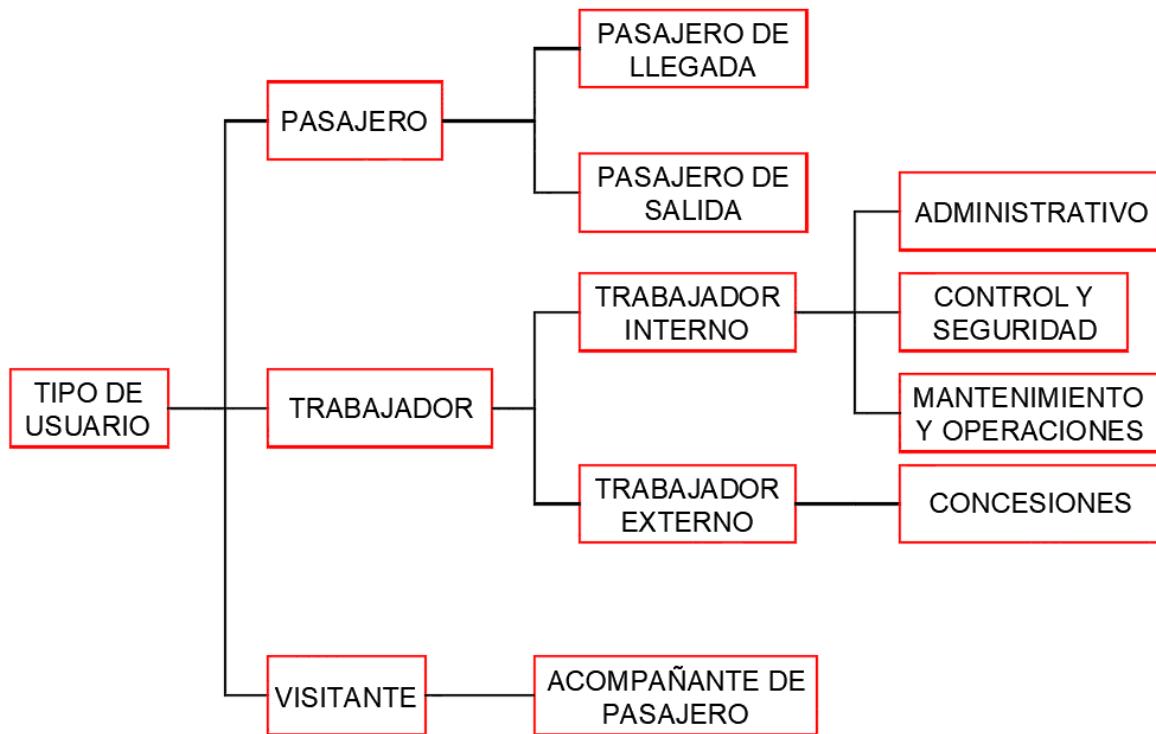 PASAJERO DE
LLEGADA
PASAJERO
PASAJERO DE
SALIDA
ADMINISTRATIVO
TRABAJADOR
INTERNO
CONTROL Y
SEGURIDAD
TIPO DE
USUARIO
TRABAJADOR
MANTENIMIENTO
Y OPERACIONES
TRABAJADOR
EXTERNO
CONCESIONES
VISITANTE
ACOMPAÑANTE DE
PASAJERO